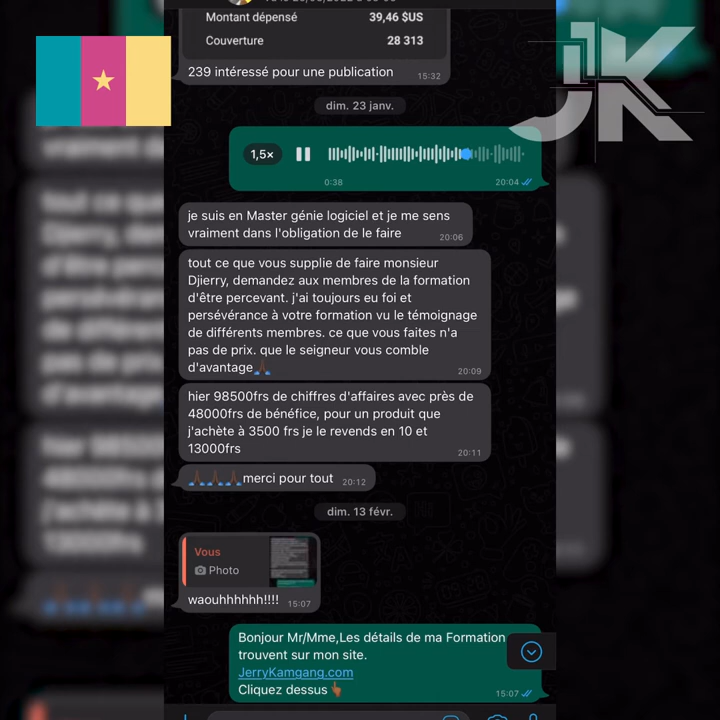 Montant dépensé 39,46 $US
Couverture 28 313
239 intéressé pour une publication 15:32
dim. 23 janv.
JK
1,5×
0:38 20:04
je suis en Master génie logiciel et je me sens
vraiment dans l'obligation de le faire 20:06
tout ce que vous supplie de faire monsieur
Djierry, demandez aux membres de la formation
d'être percevant. j'ai toujours eu foi et
persévérance à votre formation vu le témoignage
de différents membres. ce que vous faites n'a
pas de prix. que le seigneur vous comble
d'avantage🙏🏿 20:09
hier 98500frs de chiffres d'affaires avec près de
48000frs de bénéfice, pour un produit que
j'achète à 3500 frs je le revends en 10 et
13000frs 20:11
🙏🏿🙏🏿🙏🏿merci pour tout 20:12
dim. 13 févr.
Vous
Photo
waouhhhhhh!!!! 15:07
Bonjour Mr/Mme,Les détails de ma Formation
trouvent sur mon site.
JerryKamgang.com
Cliquez dessus👆🏾 15:07